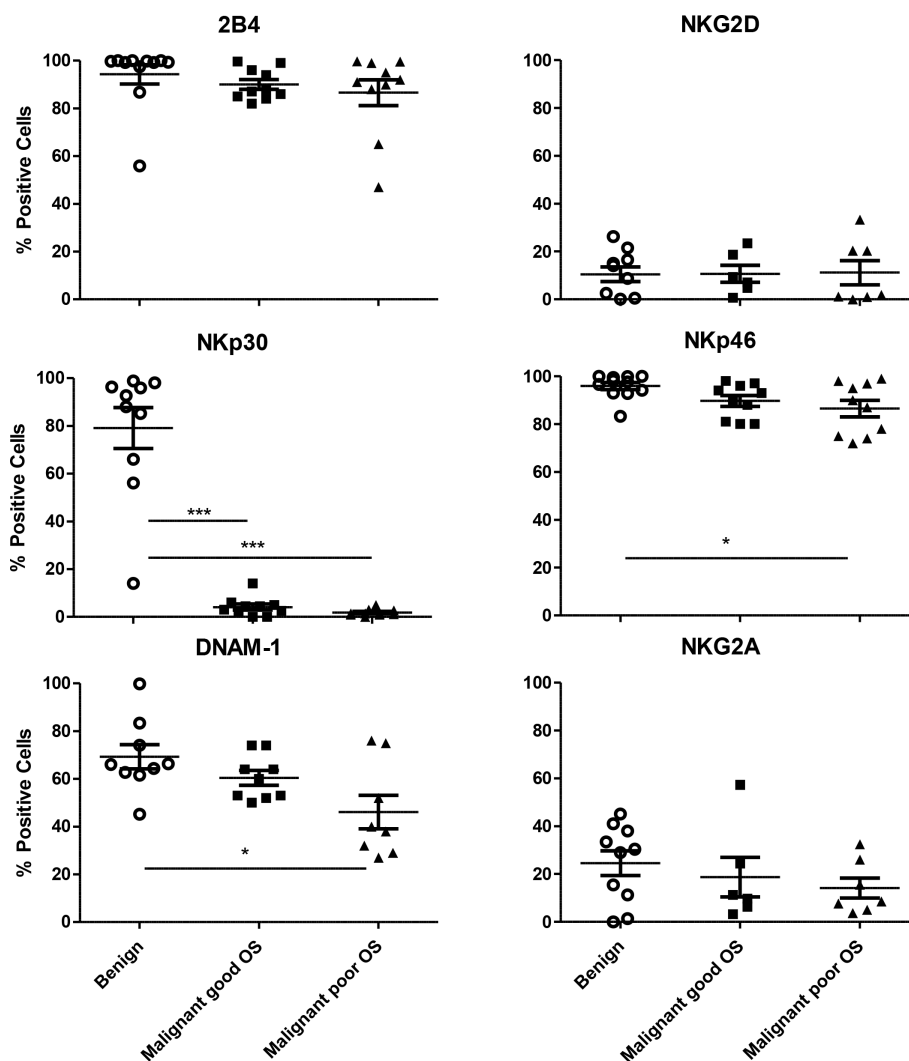 2B4
% Positive Cells
100
80
60
40
20
0
NKG2D
100
80
60
40
20
0
NKp30
% Positive Cells
100
80
60
40
20
0
***
***
NKp46
100
80
60
40
20
0
*
DNAM-1
% Positive Cells
100
80
60
40
20
0
*
Benign
Malignant good OS
Malignant poor OS
NKG2A
100
80
60
40
20
0
Benign
Malignant good OS
Malignant poor OS